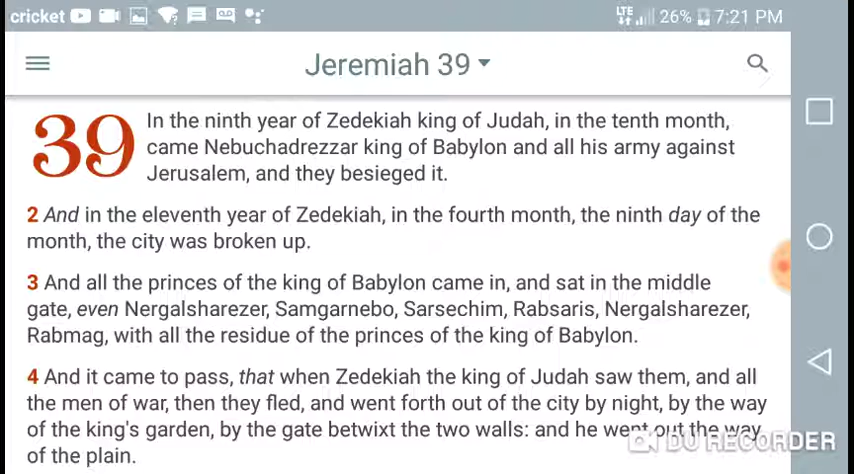 cricket LTE 26% 7:21 PM
Jeremiah 39
39 In the ninth year of Zedekiah king of Judah, in the tenth month,
came Nebuchadrezzar king of Babylon and all his army against
Jerusalem, and they besieged it.
2 And in the eleventh year of Zedekiah, in the fourth month, the ninth day of the
month, the city was broken up.
3 And all the princes of the king of Babylon came in, and sat in the middle
gate, even Nergalsharezer, Samgarnebo, Sarsechim, Rabsaris, Nergalsharezer,
Rabmag, with all the residue of the princes of the king of Babylon.
4 And it came to pass, that when Zedekiah the king of Judah saw them, and all
the men of war, then they fled, and went forth out of the city by night, by the way
of the king's garden, by the gate betwixt the two walls: and he went out the way
of the plain.
DU RECORDER